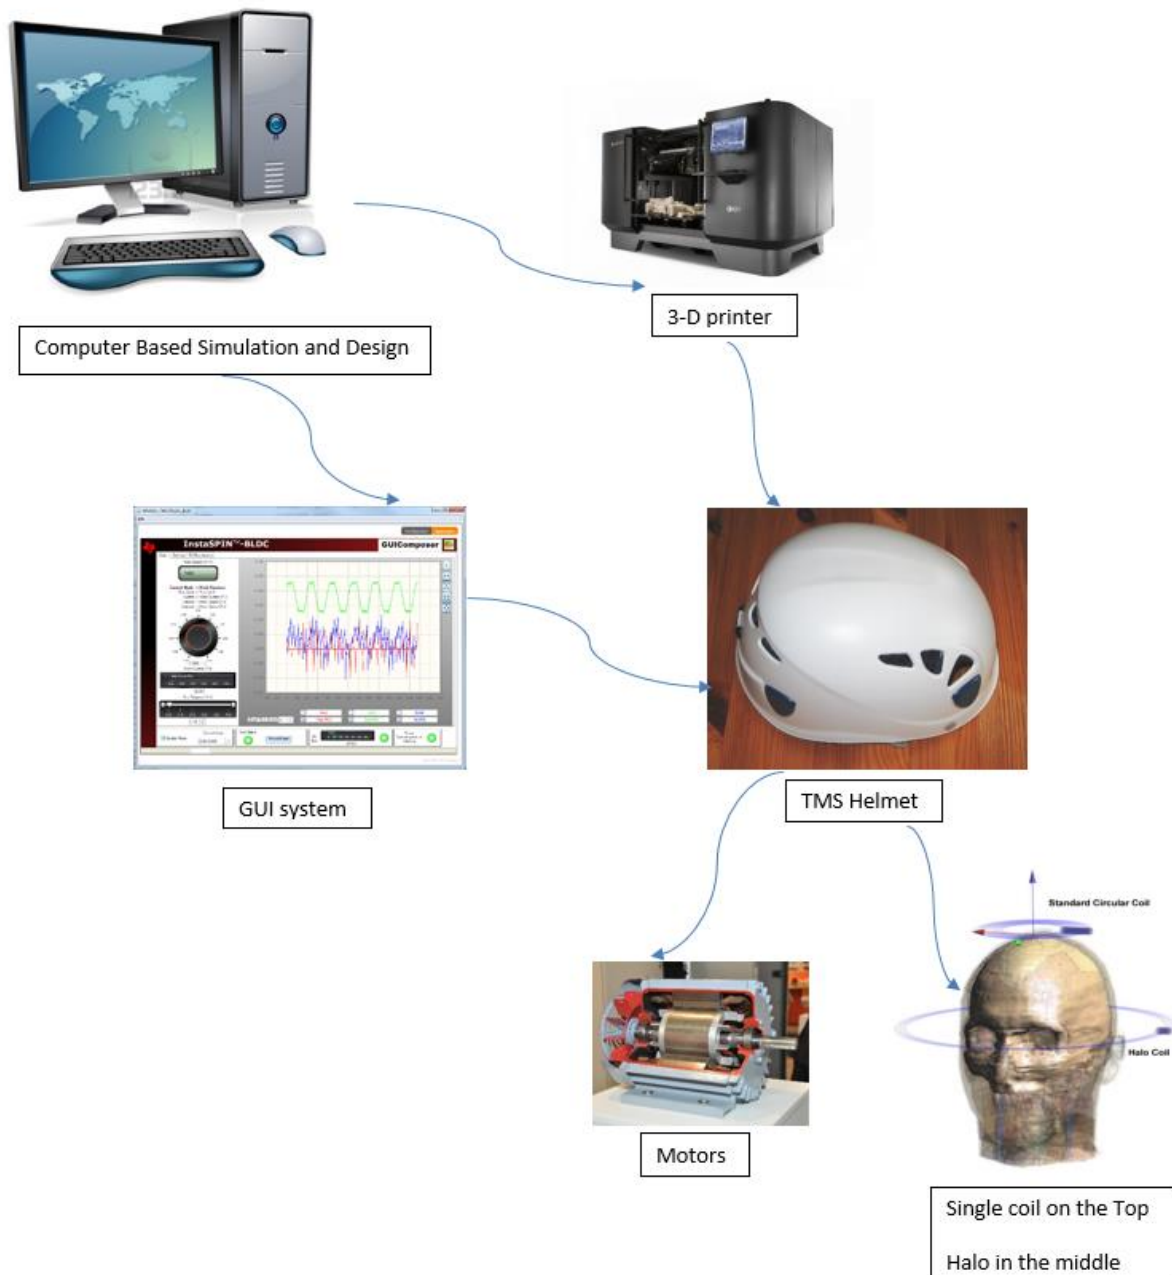 Computer Based Simulation and Design
3-D printer
InstaSPIN™-BLDC
GUIComposer
GUI system
TMS Helmet
Standard Circular Coil
Halo Coil
Motors
Single coil on the Top
Halo in the middle